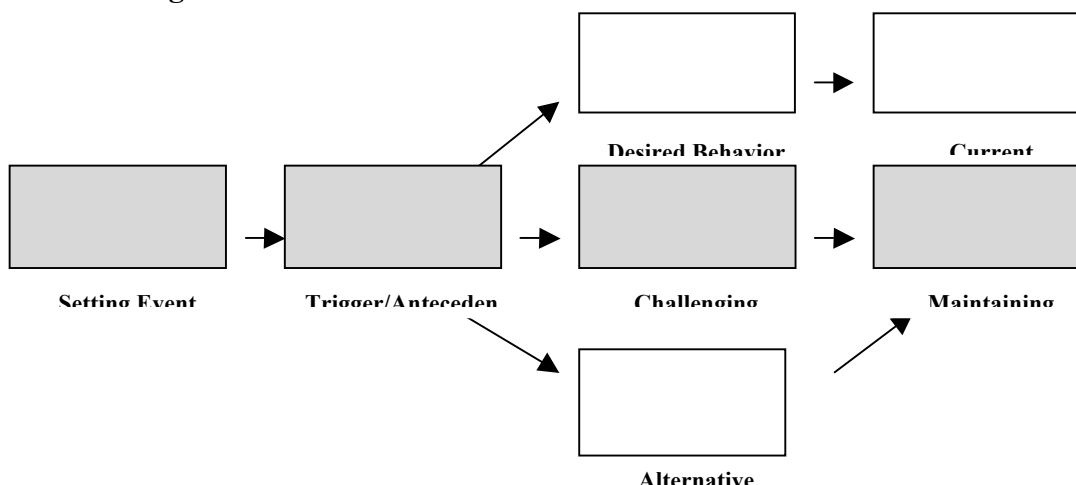 Desired Behavior
Current
Setting Event
Trigger/Anteceden
Challenging
Maintaining
Alternative